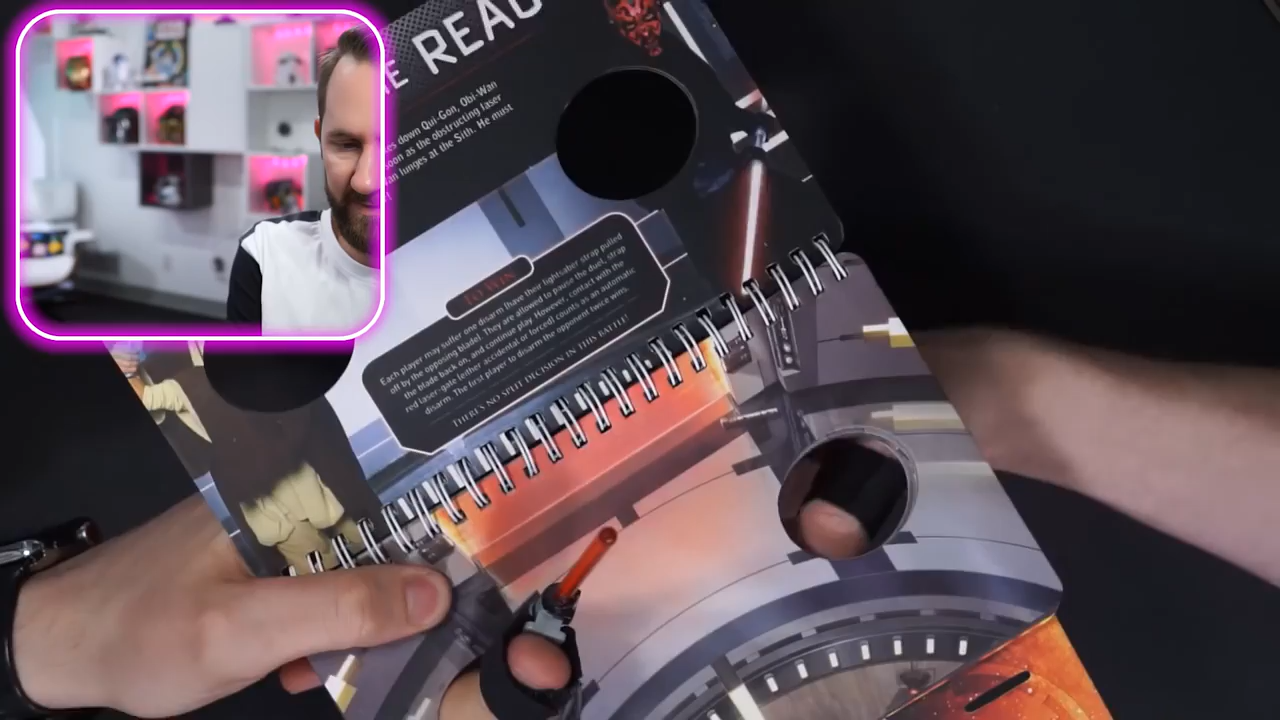 E REA
es down Qui-Gon, Obi-Wan
soon as the obstructing laser
lunges at the Sith. He must
TO WIN
Each player may suffer one disarm (have their lightsaber strap pulled
off by the opposing blade). They are allowed to pause the duel, strap
the blade back on, and continue play. However, contact with the
red laser-gate (either accidental or forced) counts as an automatic
disarm. The first player to disarm the opponent twice wins.
THERE'S NO SPLIT DECISION IN THIS BATTLE!